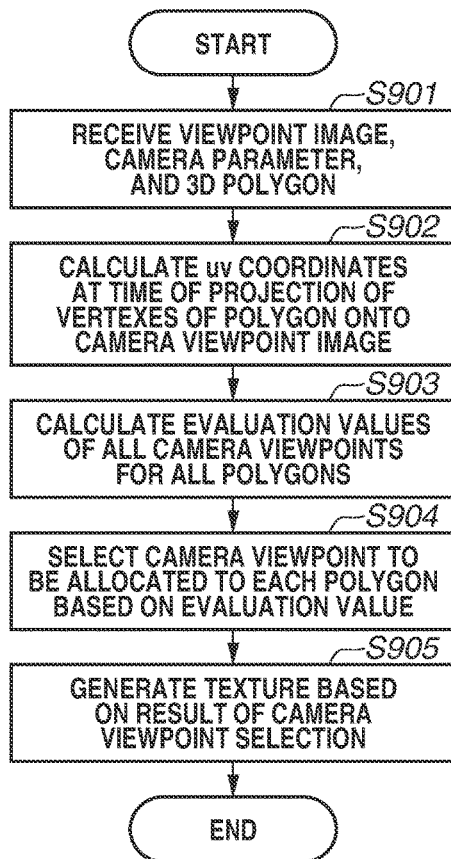 START
S901
RECEIVE VIEWPOINT IMAGE,
CAMERA PARAMETER,
AND 3D POLYGON
S902
CALCULATE uv COORDINATES
AT TIME OF PROJECTION OF
VERTEXES OF POLYGON ONTO
CAMERA VIEWPOINT IMAGE
S903
CALCULATE EVALUATION VALUES
OF ALL CAMERA VIEWPOINTS
FOR ALL POLYGONS
S904
SELECT CAMERA VIEWPOINT TO
BE ALLOCATED TO EACH POLYGON
BASED ON EVALUATION VALUE
S905
GENERATE TEXTURE BASED
ON RESULT OF CAMERA
VIEWPOINT SELECTION
END